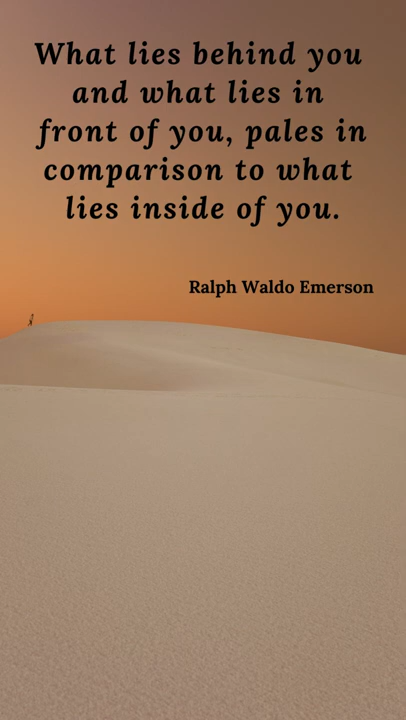 What lies behind you
and what lies in
front of you, pales in
comparison to what
lies inside of you.
Ralph Waldo Emerson